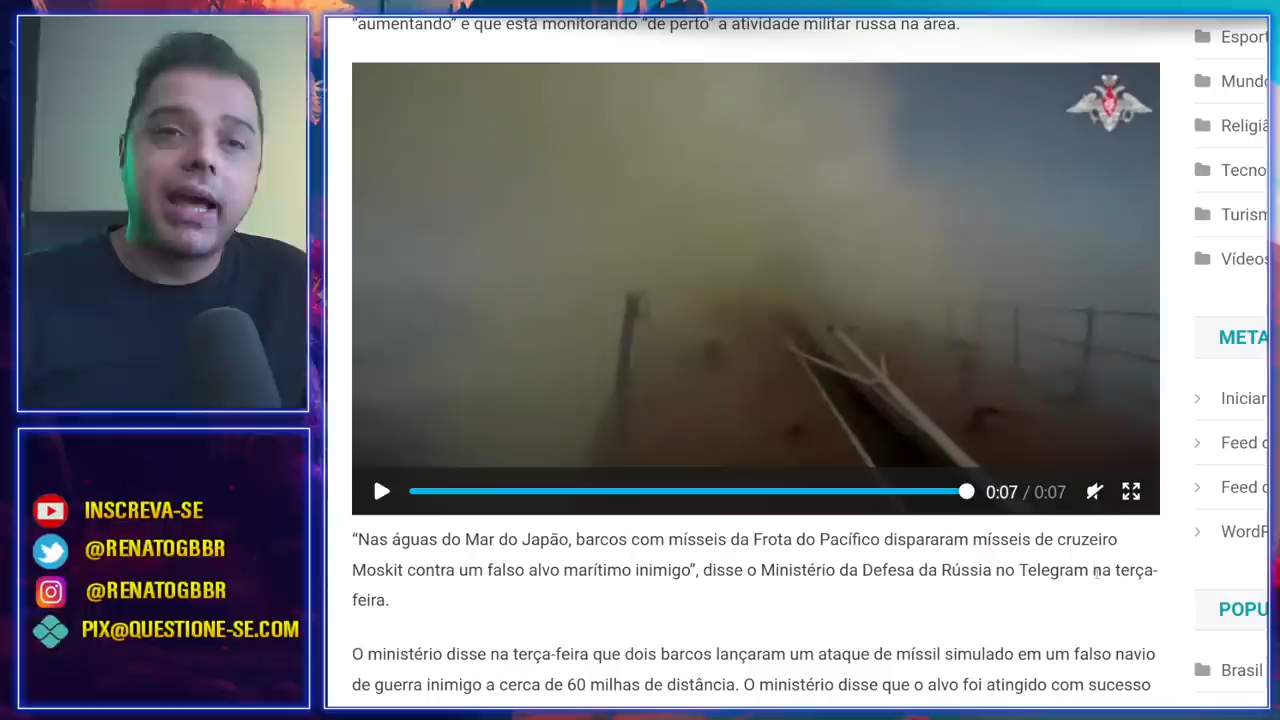 “aumentando” e que está monitorando “de perto” a atividade militar russa na área.
0:07 / 0:07
“Nas águas do Mar do Japão, barcos com mísseis da Frota do Pacífico dispararam mísseis de cruzeiro
Moskit contra um falso alvo marítimo inimigo”, disse o Ministério da Defesa da Rússia no Telegram na terça-
feira.
O ministério disse na terça-feira que dois barcos lançaram um ataque de míssil simulado em um falso navio
de guerra inimigo a cerca de 60 milhas de distância. O ministério disse que o alvo foi atingido com sucesso
Esport
Mundo
Religiã
Tecno
Turism
Vídeos
META
Iniciar
Feed d
Feed d
WordP
POPU
Brasil
INSCREVA-SE
@RENATOGBBR
@RENATOGBBR
PIX@QUESTIONE-SE.COM